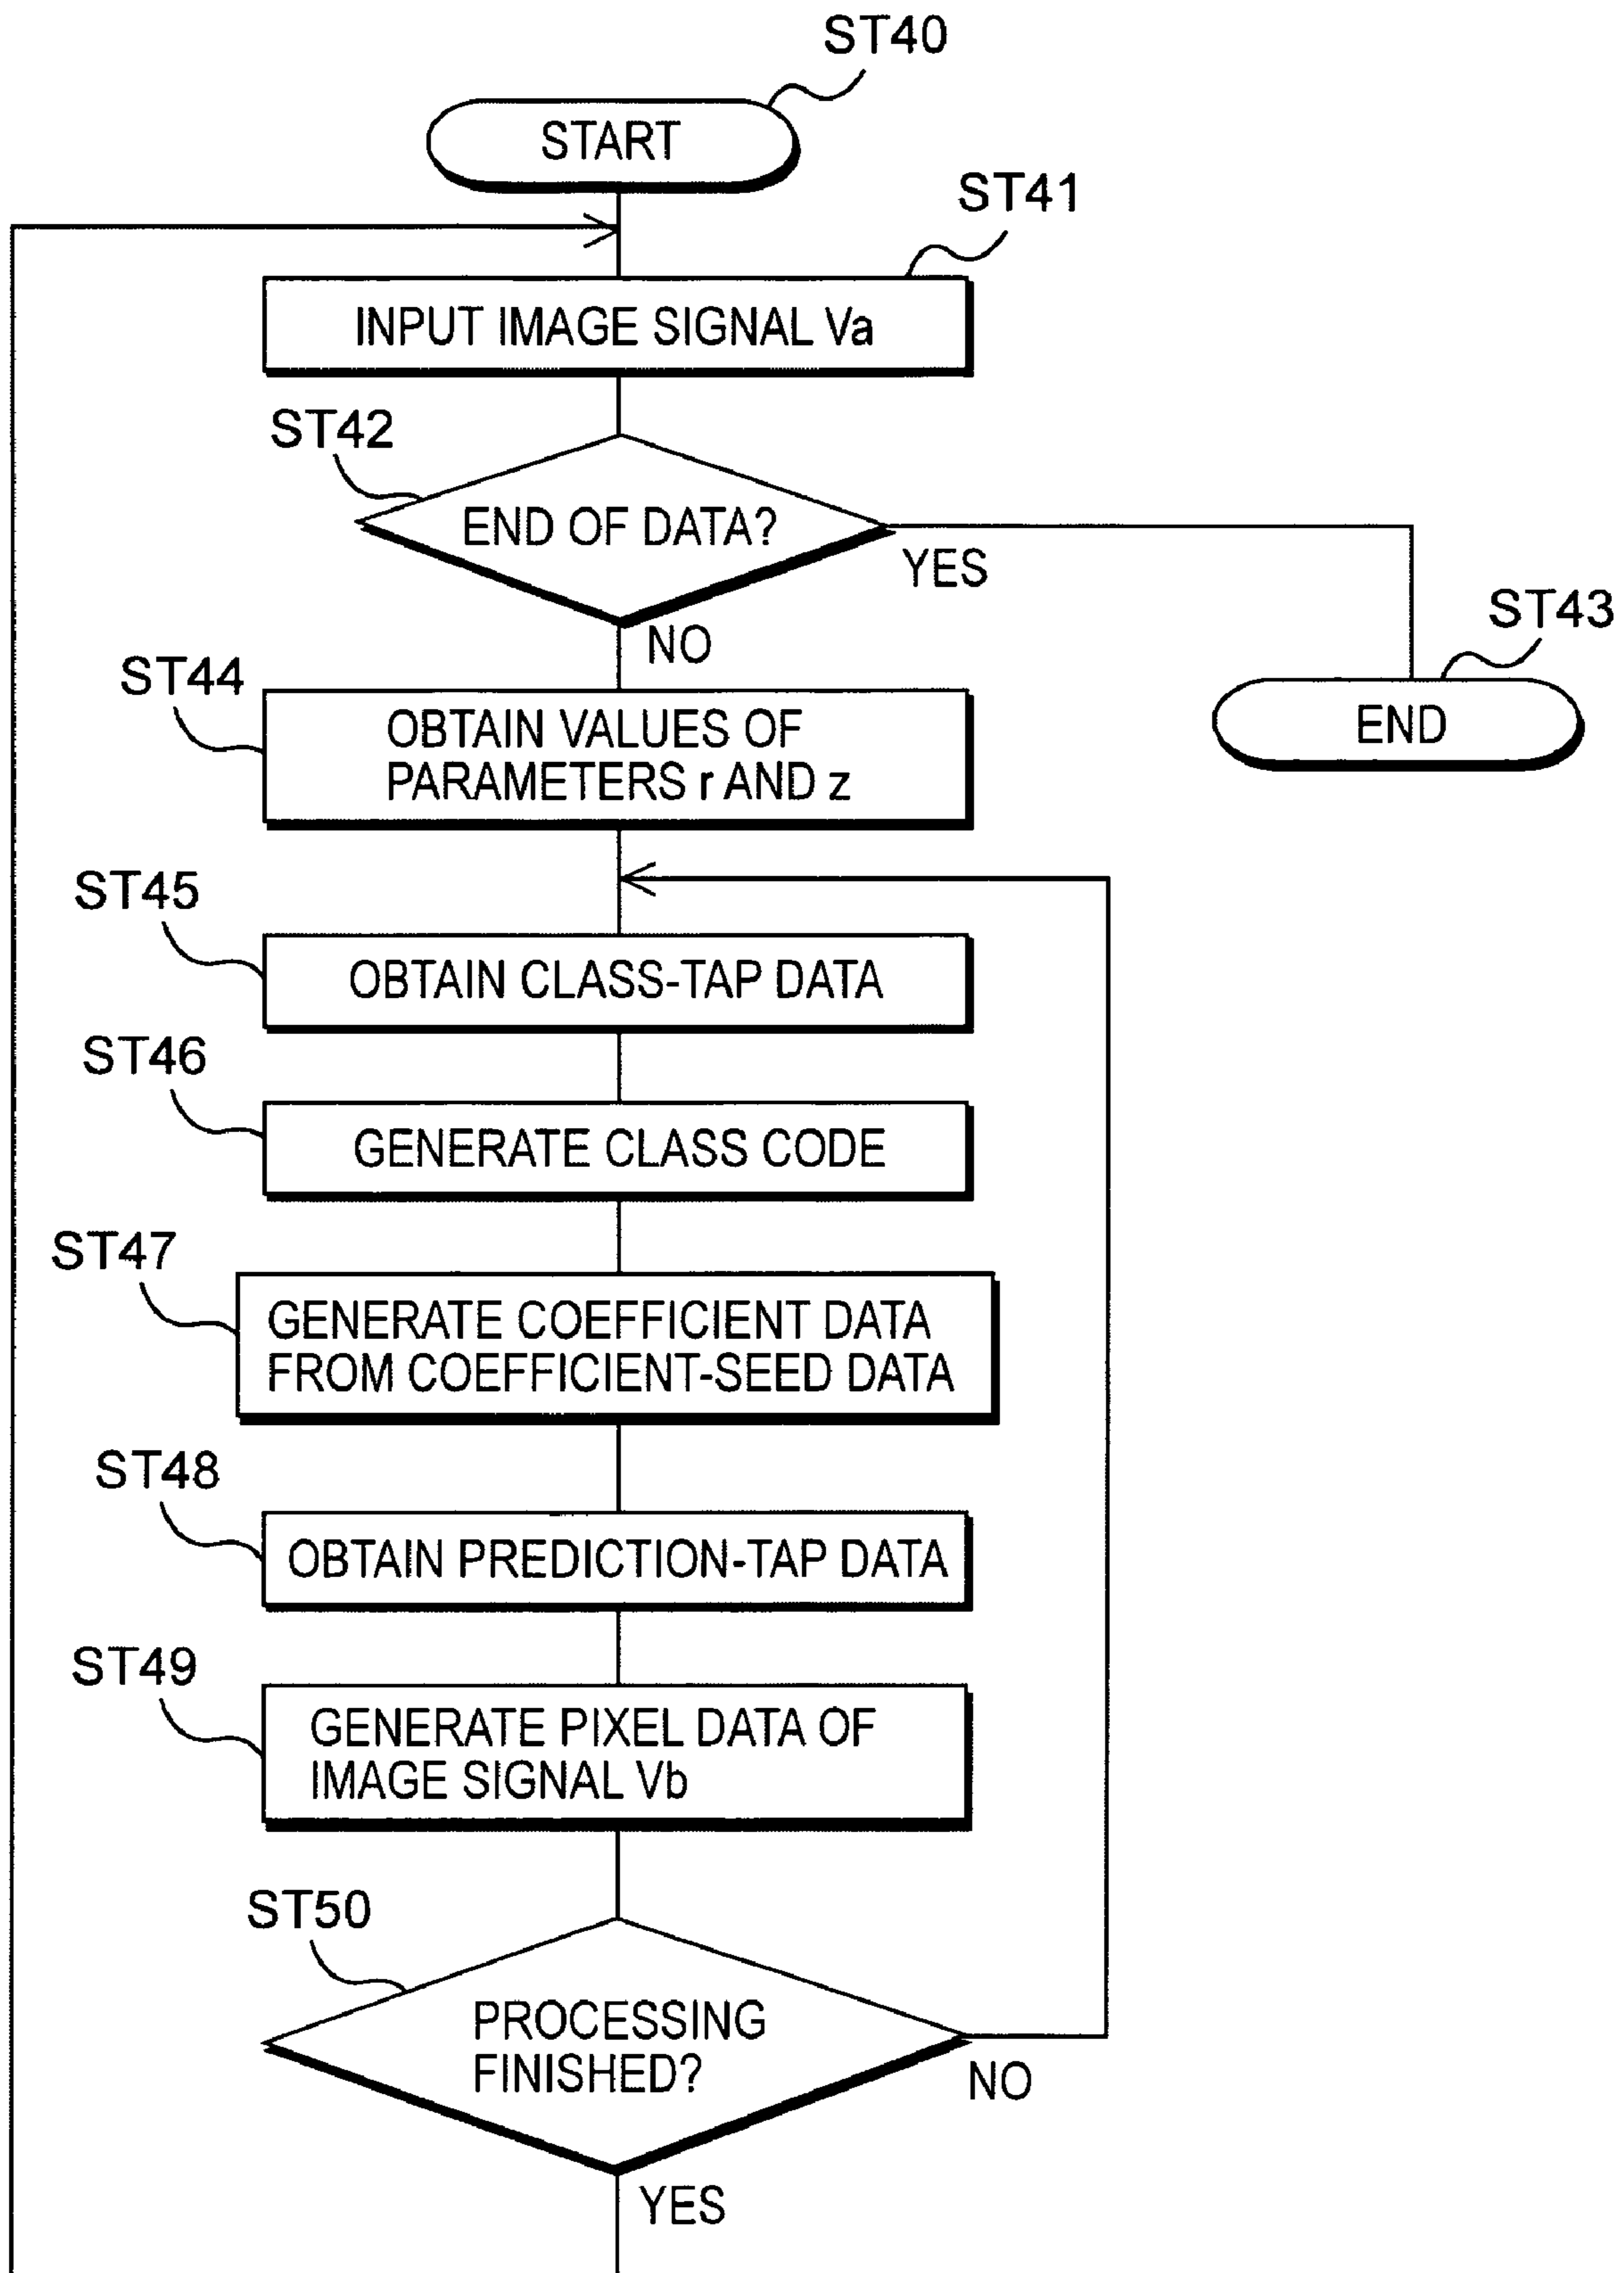 ST40
START
ST41
INPUT IMAGE SIGNAL Va
ST42
END OF DATA?
YES
NO
ST43
END
ST44
OBTAIN VALUES OF
PARAMETERS r AND z
ST45
OBTAIN CLASS-TAP DATA
ST46
GENERATE CLASS CODE
ST47
GENERATE COEFFICIENT DATA
FROM COEFFICIENT-SEED DATA
ST48
OBTAIN PREDICTION-TAP DATA
ST49
GENERATE PIXEL DATA OF
IMAGE SIGNAL Vb
ST50
PROCESSING
FINISHED?
NO
YES